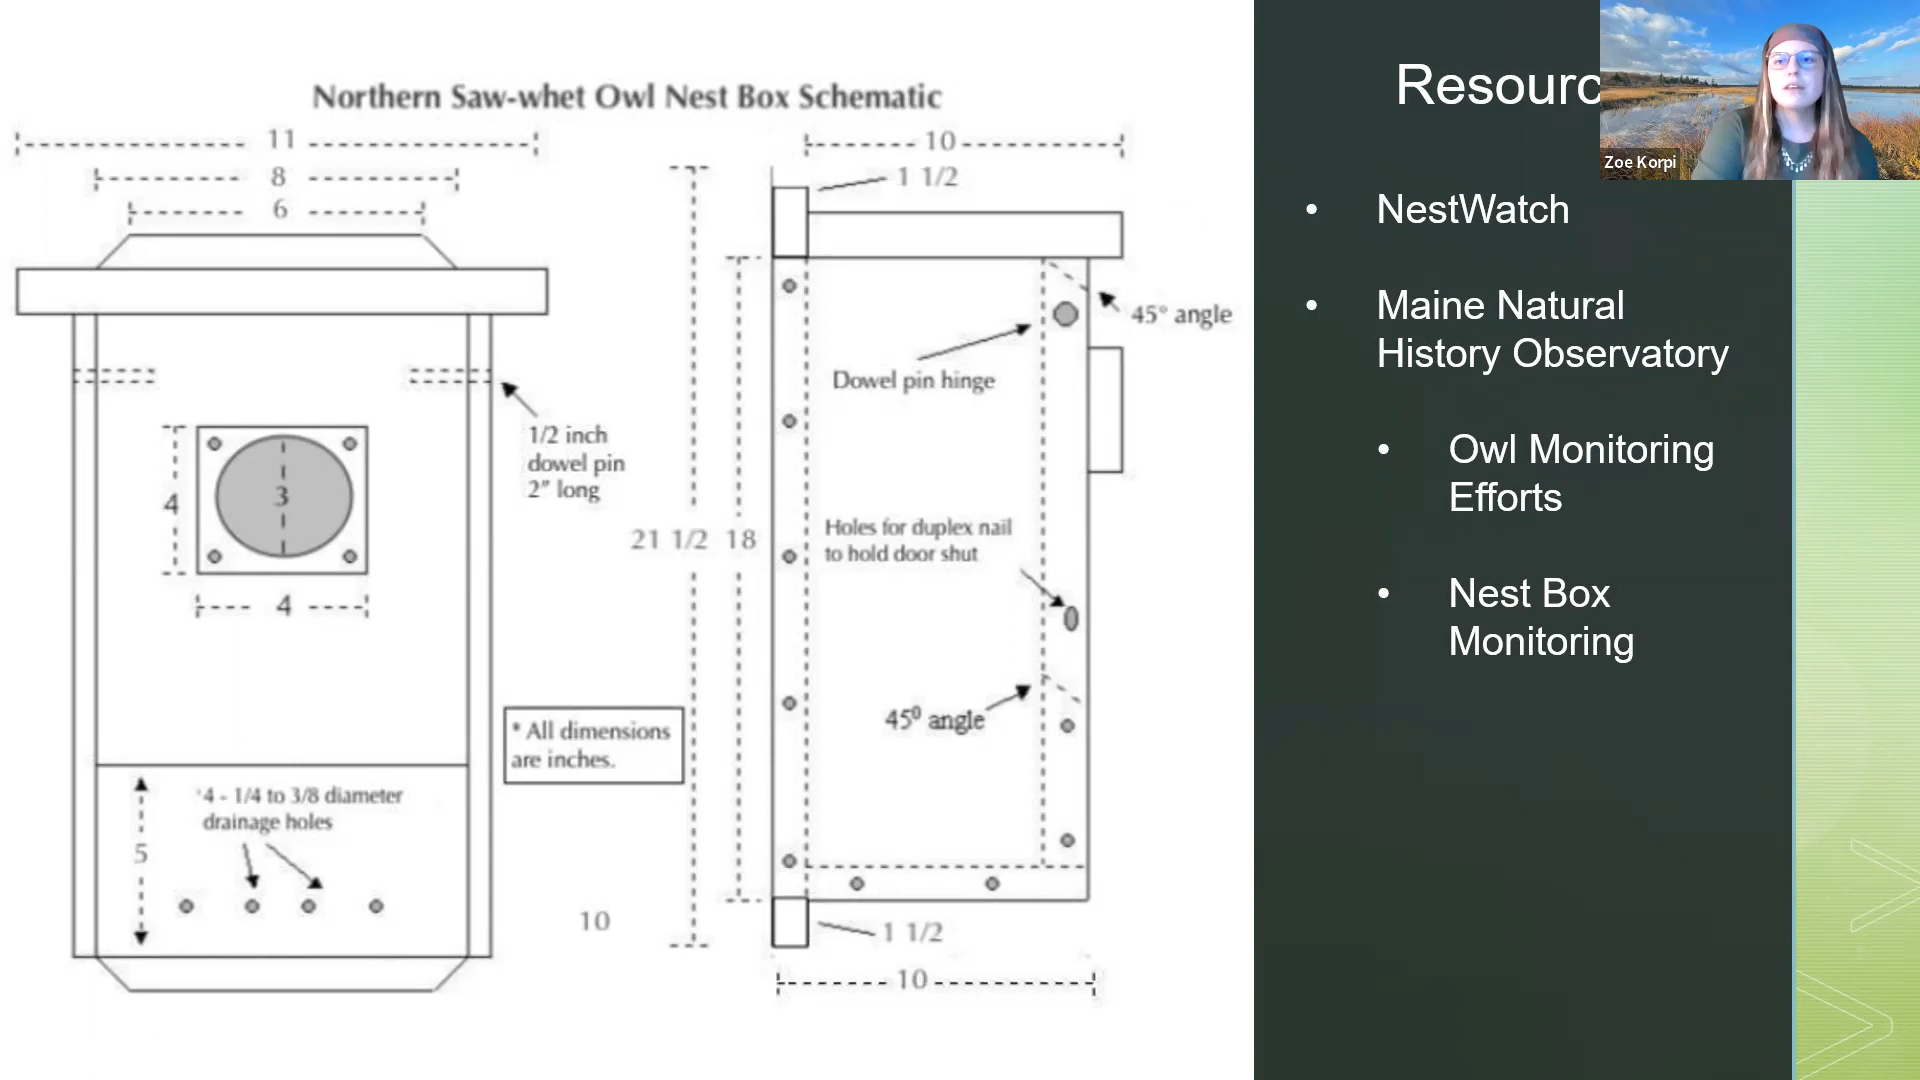 Northern Saw-whet Owl Nest Box Schematic
11
8
6
10
1 1/2
45° angle
Dowel pin hinge
1/2 inch
dowel pin
2” long
4
3
4
21 1/2
18
Holes for duplex nail
to hold door shut
45⁰ angle
* All dimensions
are inches.
'4 - 1/4 to 3/8 diameter
drainage holes
5
10
1 1/2
10
Resourc
Zoe Korpi
• NestWatch
• Maine Natural
History Observatory
• Owl Monitoring
Efforts
• Nest Box
Monitoring